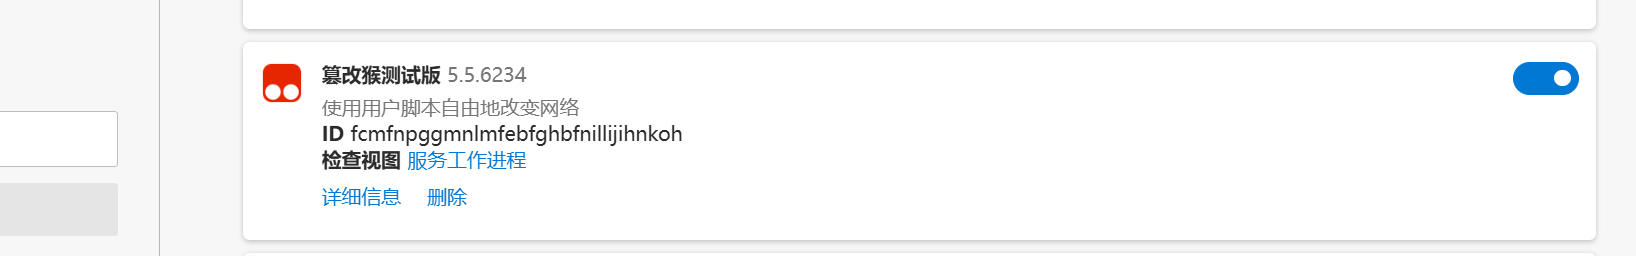 篡改猴测试版 5.5.6234
使用用户脚本自由地改变网络
ID fcmfnpggmnlmfebfghbfnillijihnkoh
检查视图 服务工作进程
详细信息 删除